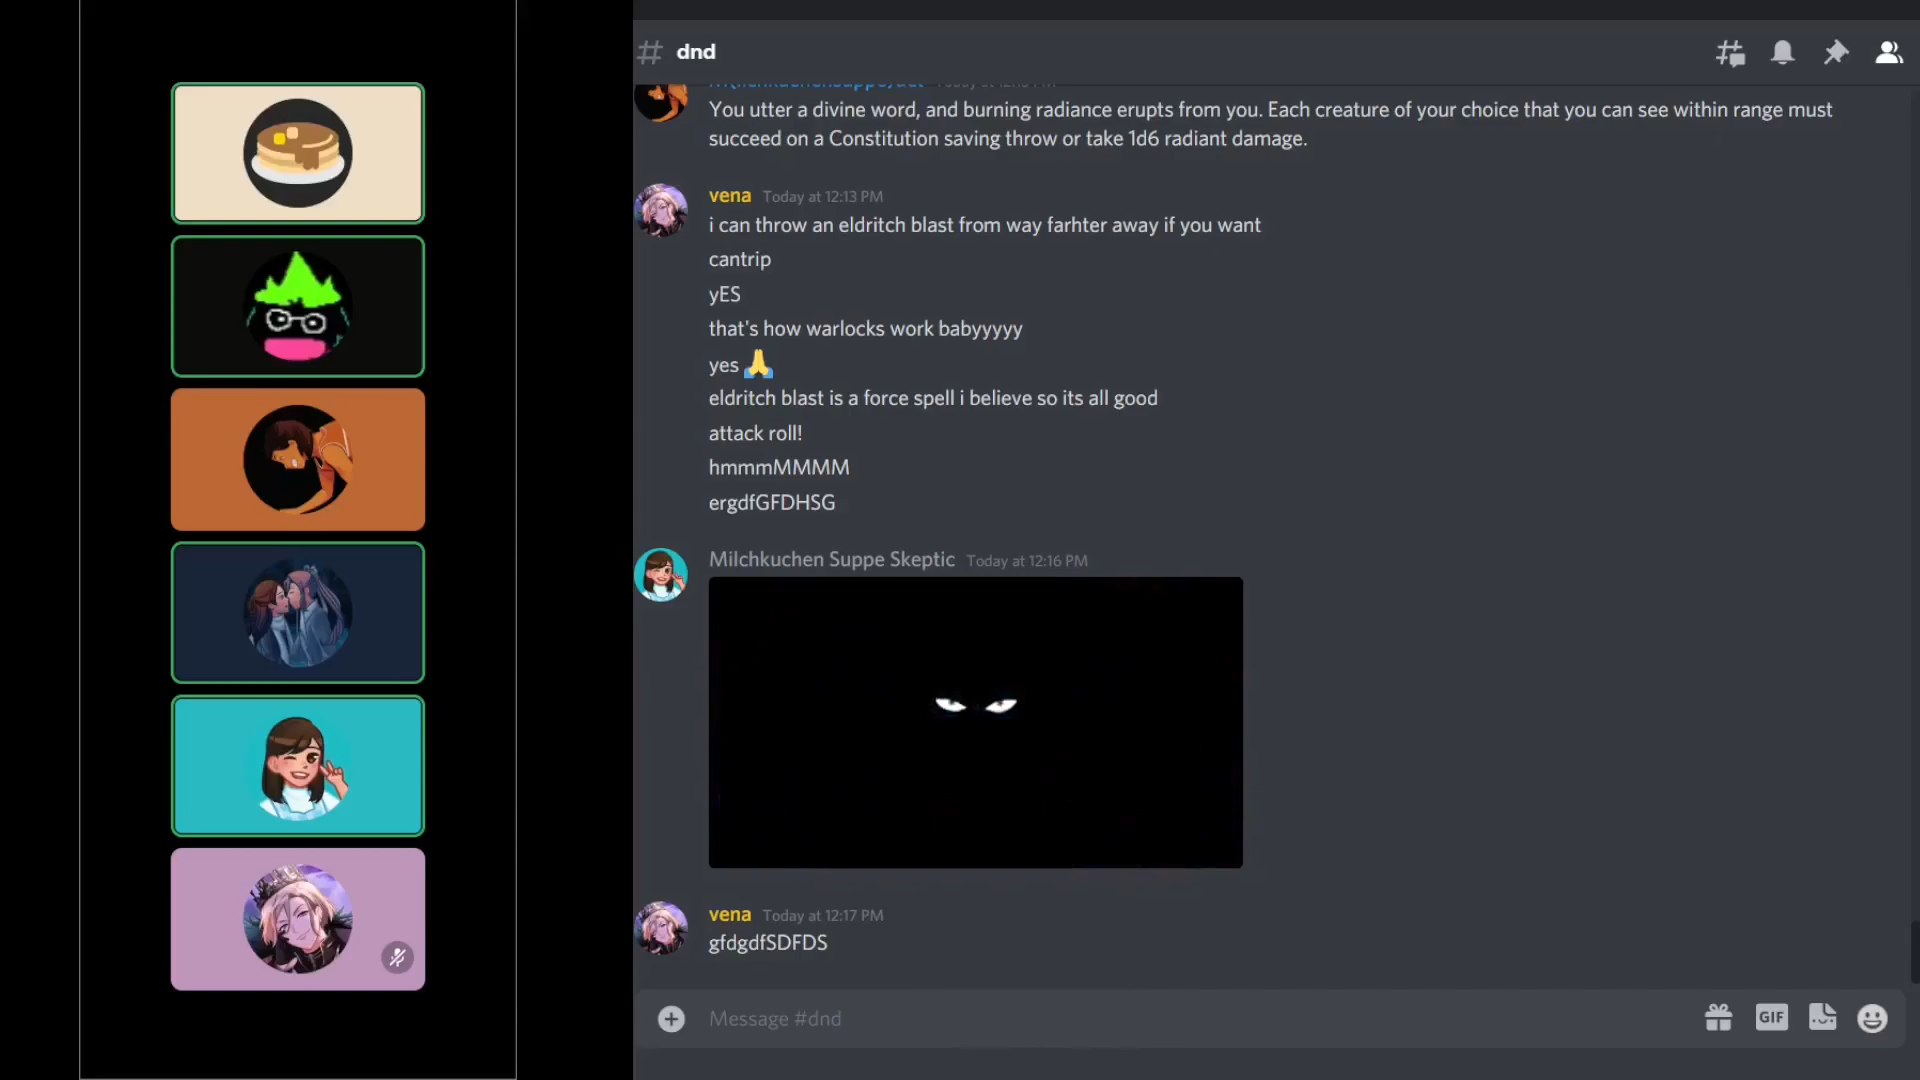 dnd
You utter a divine word, and burning radiance erupts from you. Each creature of your choice that you can see within range must
succeed on a Constitution saving throw or take 1d6 radiant damage.
vena Today at 12:13 PM
i can throw an eldritch blast from way farhter away if you want
cantrip
yES
that's how warlocks work babyyyyy
yes 🙏
eldritch blast is a force spell i believe so its all good
attack roll!
hmmmMMMM
ergdfGFDHSG
Milchkuchen Suppe Skeptic Today at 12:16 PM
vena Today at 12:17 PM
gfdgdfSDFDS
Message #dnd
GIF